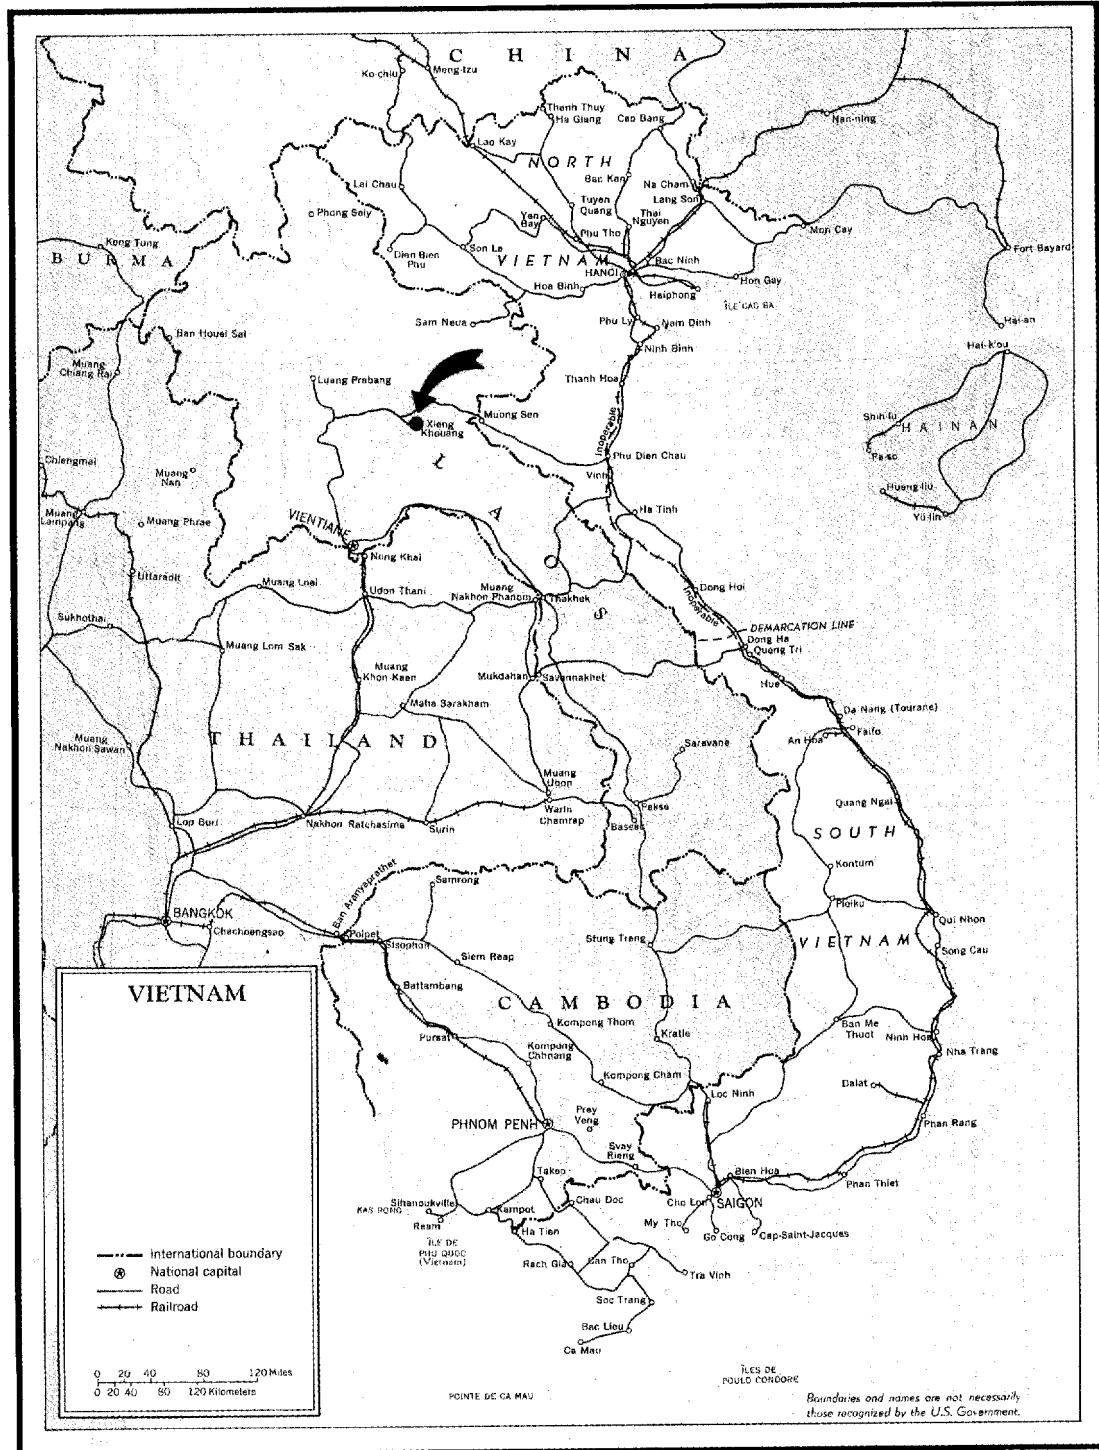 C H I N A
Ko-chiu
Meng-tzu
Thanh Thuy
Ha Giang
Cao Bang
Nan-ning
Lao Kay
NORTH
Bac Kan
Na Cham
Lang Son
Lai Chau
Tuyen
Quang
Thai
Nguyen
Phong Saly
Yen
Bay
Phu Tho
Mon Cay
Kong Tung
BURMA
Dien Bien
Phu
Son La
VIETNAM
Bac Ninh
Fort Bayard
HANOI
Hon Gay
Hoa Binh
Haiphong
ÎLE CAC BA
Sam Neua
Phu Ly
Nam Dinh
Hai-an
Ban Houei Sai
Ninh Binh
Hai-k'ou
Muang
Chiang Rai
Luang Prabang
Thanh Hoa
Muong Sen
Xieng
Khouang
Inoperable
Shih-lu
HAINAN
Pa-so
Chiengmai
Muang
Nan
L A O S
Phu Dien Chau
Vinh
Huang-liu
Yü-lin
Muang
Lampang
Muang Phrae
VIENTIANE
Ha Tinh
Nong Khai
Uttaradit
Muang Loei
Udon Thani
Muang
Nakhon Phanom
Thakhek
Dong Hoi
Inoperable
Sukhothai
DEMARCATION LINE
Dong Ha
Quang Tri
Muang Lom Sak
Muang
Khon Kaen
Mukdahan
Savannakhet
Hue
Maha Sarakham
Da Nang (Tourane)
Faifo
An Hoa
Muang
Nakhon Sawan
THAILAND
Saravane
Muang
Ubon
Warin
Chamrap
Pakse
Bassac
Quang Ngai
Lop Buri
Nakhon Ratchasima
Surin
SOUTH
Kontum
Ban Aranyaprathet
Samrong
Pleiku
Qui Nhon
BANGKOK
Chachoengsao
Poipet
Sisophon
Stung Treng
VIETNAM
Song Cau
Siem Reap
Battambang
CAMBODIA
Kompong Thom
Kratie
Ban Me
Thuot
Ninh Hoa
Pursat
Kompong
Chhnang
Nha Trang
Kompong Cham
Dalat
Loc Ninh
PHNOM PENH
Prey
Veng
Phan Rang
Svay
Rieng
Takeo
Bien Hoa
Phan Thiet
Sihanoukville
KAS RONG
Ream
Kampot
Chau Doc
Cho Lon
SAIGON
My Tho
Go Cong
Cap-Saint-Jacques
Ha Tien
ÎLE DE
PHU QUOC
(Vietnam)
Rach Gia
Can Tho
Tra Vinh
Soc Trang
Bac Lieu
Ca Mau
ÎLES DE
POULO CONDORE
POINTE DE CA MAU
VIETNAM
International boundary
National capital
Road
Railroad
0 20 40 80 120 Miles
0 20 40 80 120 Kilometers
Boundaries and names are not necessarily
those recognized by the U.S. Government.